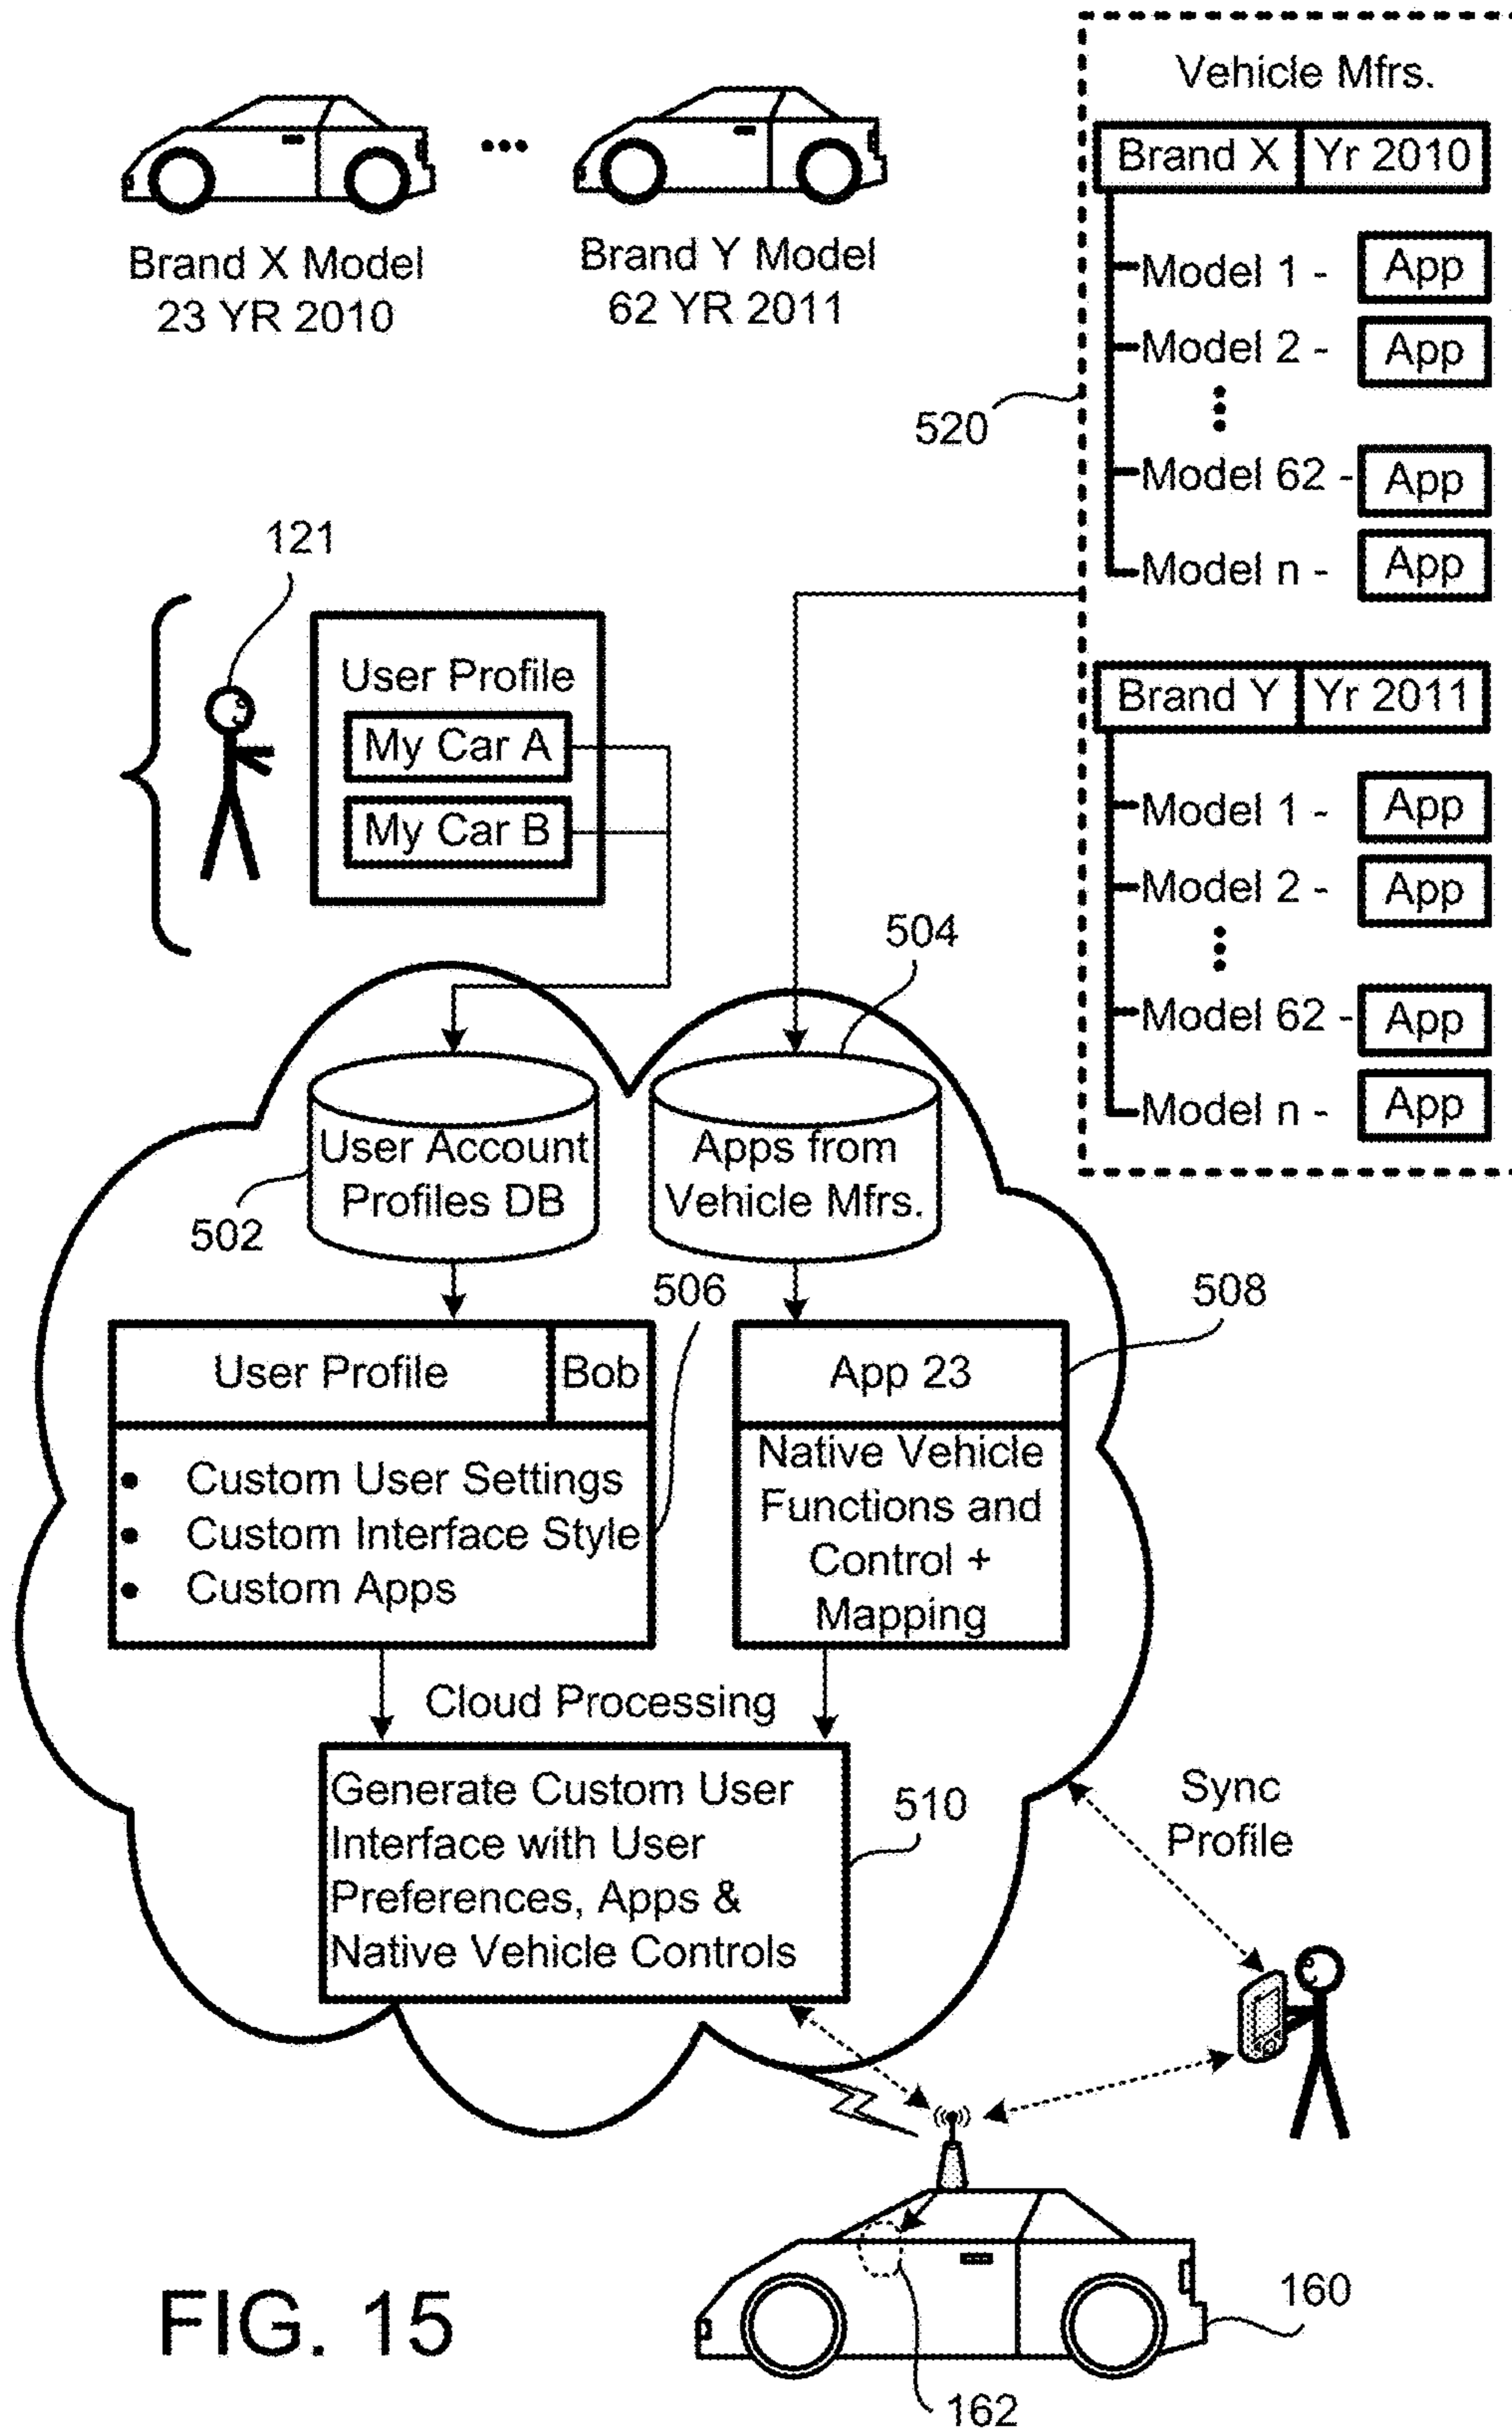 Vehicle Mfrs.
Brand X Yr 2010
Model 1 - App
Model 2 - App
Model 62 - App
Model n - App
Brand X Model
23 YR 2010
Brand Y Model
62 YR 2011
520
121
User Profile
My Car A
My Car B
Brand Y Yr 2011
Model 1 - App
Model 2 - App
Model 62 - App
Model n - App
504
User Account
Profiles DB
502
Apps from
Vehicle Mfrs.
506
508
User Profile Bob
• Custom User Settings
• Custom Interface Style
• Custom Apps
App 23
Native Vehicle
Functions and
Control +
Mapping
Cloud Processing
Generate Custom User
Interface with User
Preferences, Apps &
Native Vehicle Controls
510
Sync
Profile
160
162
FIG. 15